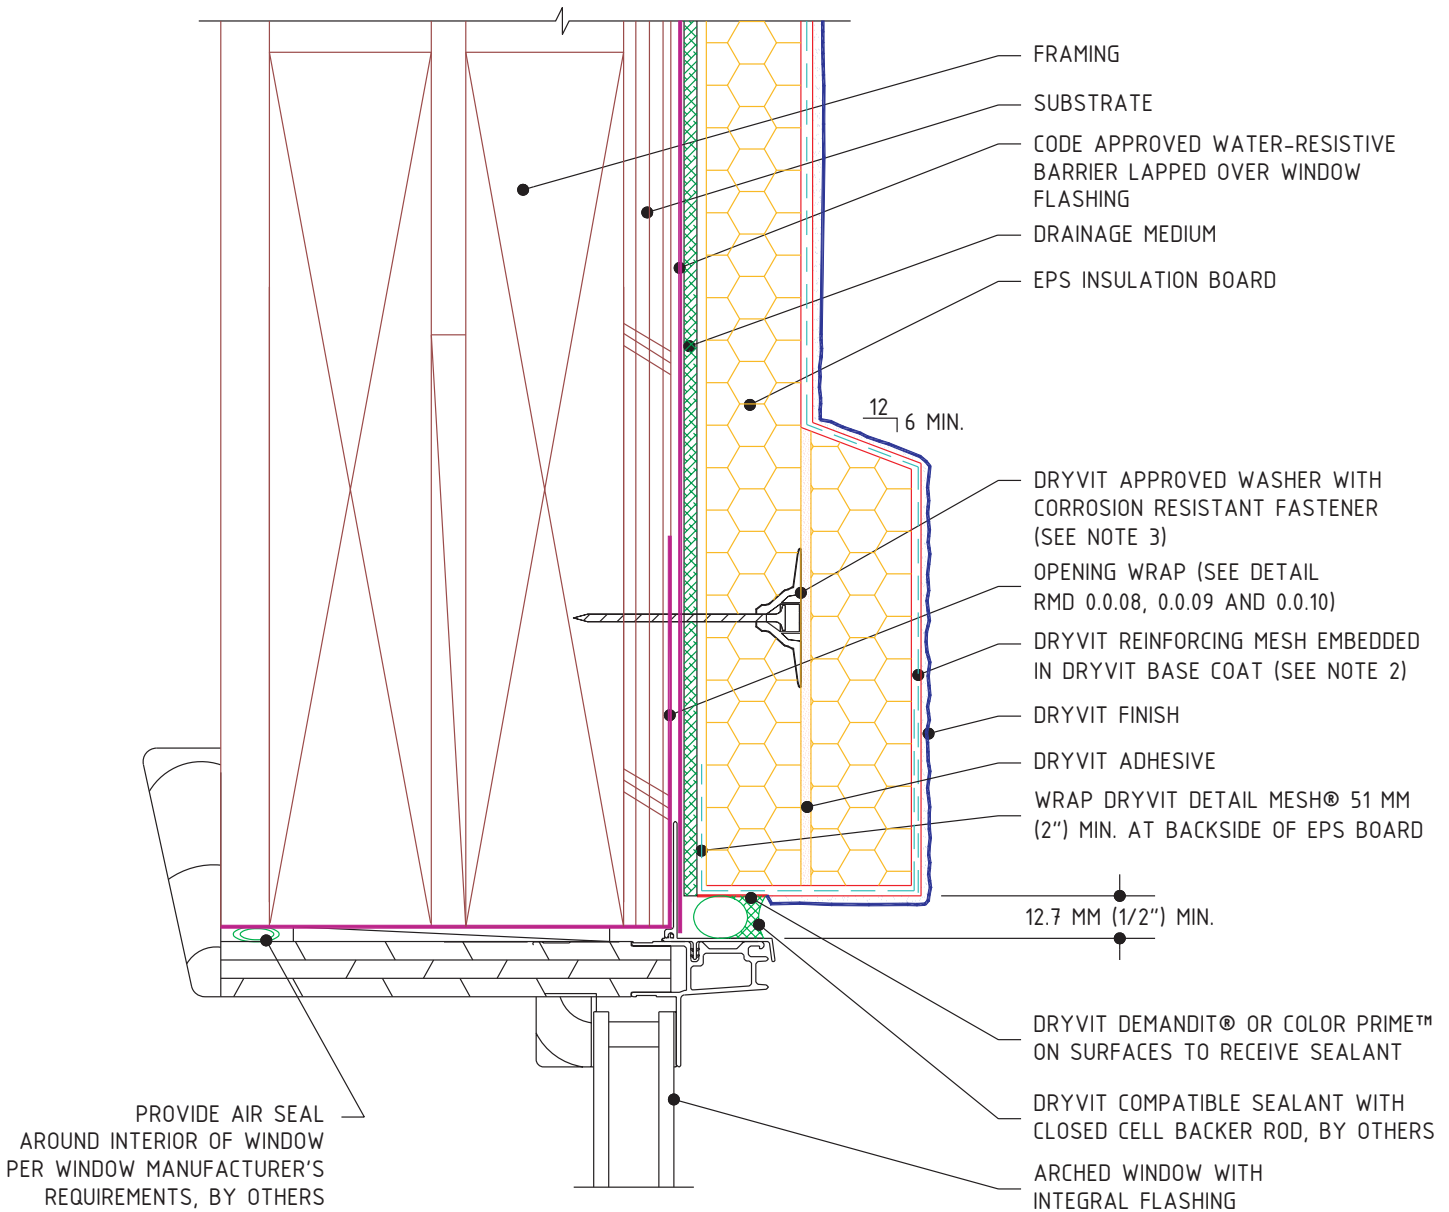 FRAMING
SUBSTRATE
CODE APPROVED WATER-RESISTIVE
BARRIER LAPPED OVER WINDOW
FLASHING
DRAINAGE MEDIUM
EPS INSULATION BOARD
12
6 MIN.
DRYVIT APPROVED WASHER WITH
CORROSION RESISTANT FASTENER
(SEE NOTE 3)
OPENING WRAP (SEE DETAIL
RMD 0.0.08, 0.0.09 AND 0.0.10)
DRYVIT REINFORCING MESH EMBEDDED
IN DRYVIT BASE COAT (SEE NOTE 2)
DRYVIT FINISH
DRYVIT ADHESIVE
WRAP DRYVIT DETAIL MESH® 51 MM
(2") MIN. AT BACKSIDE OF EPS BOARD
12.7 MM (1/2") MIN.
DRYVIT DEMANDIT® OR COLOR PRIME™
ON SURFACES TO RECEIVE SEALANT
DRYVIT COMPATIBLE SEALANT WITH
CLOSED CELL BACKER ROD, BY OTHERS
ARCHED WINDOW WITH
INTEGRAL FLASHING
PROVIDE AIR SEAL
AROUND INTERIOR OF WINDOW
PER WINDOW MANUFACTURER'S
REQUIREMENTS, BY OTHERS